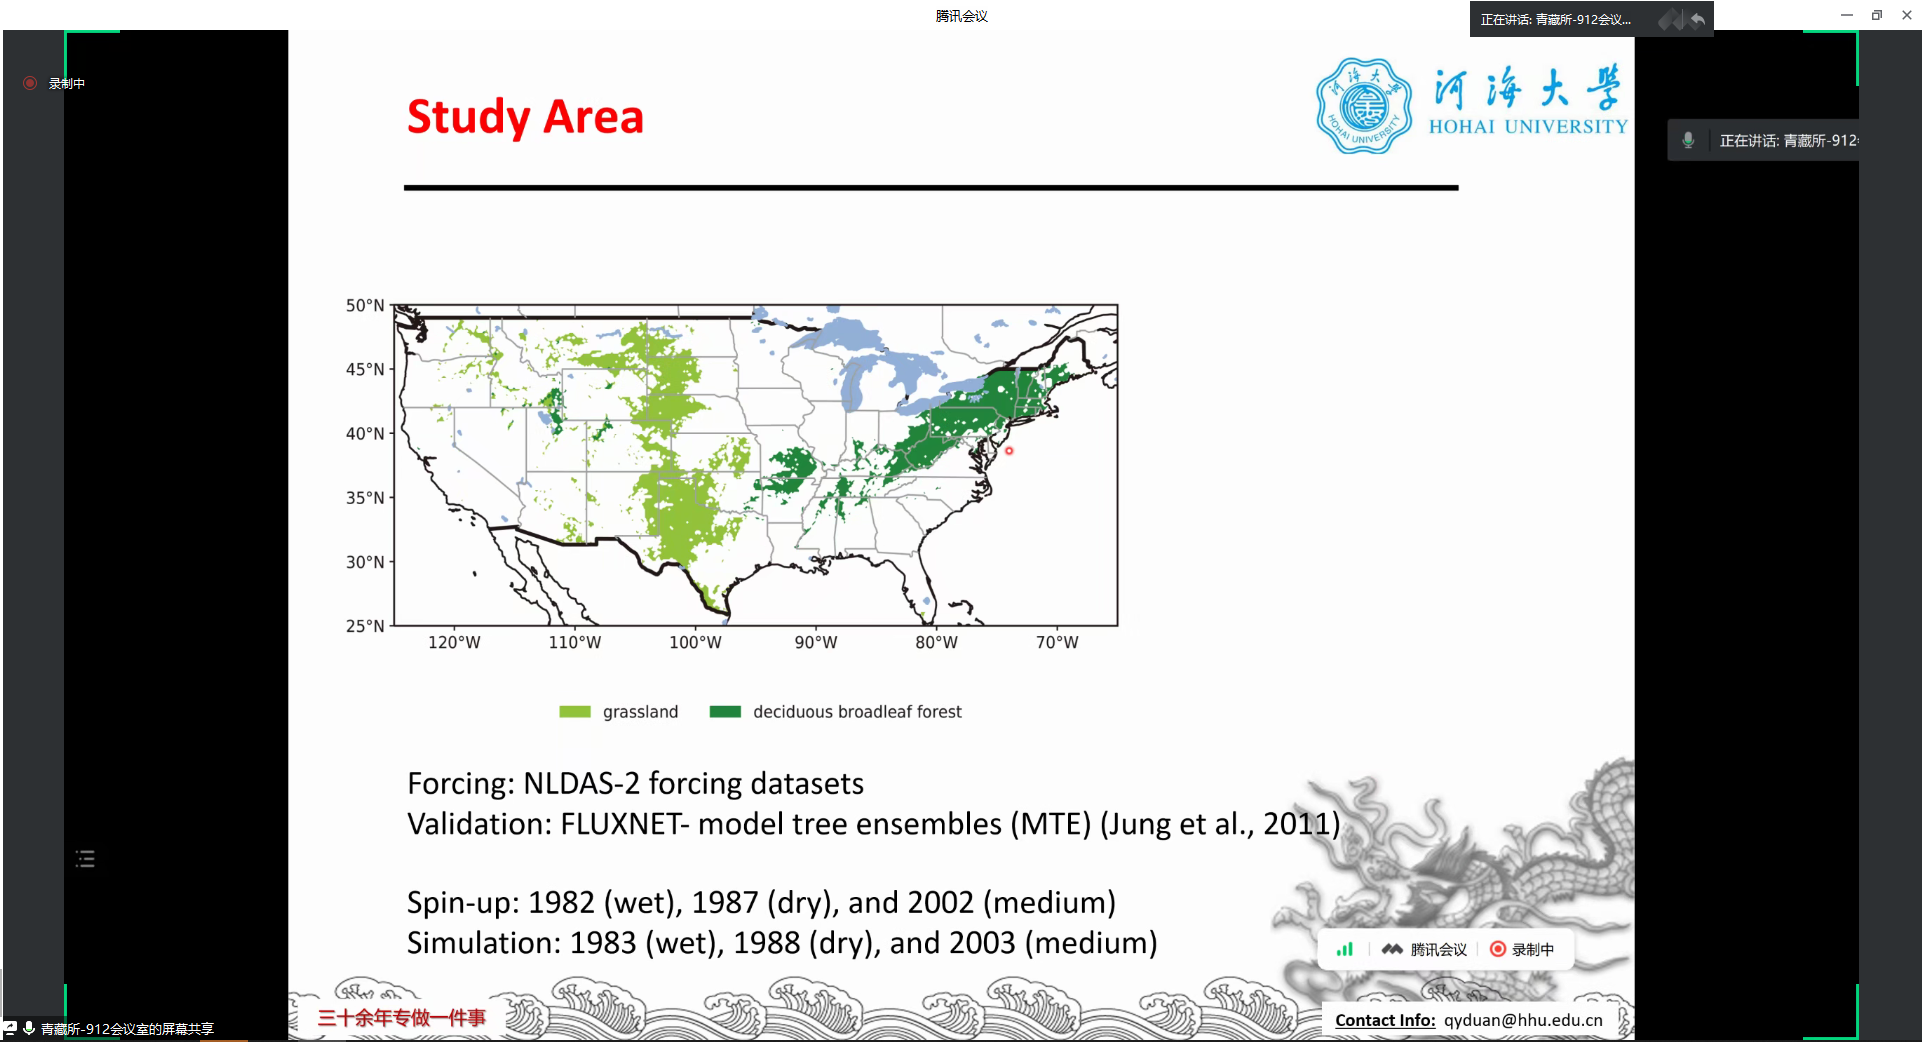 腾讯会议
正在讲话: 青藏所-912会议...
录制中
Study Area
河海大学
HOHAI UNIVERSITY
河海大学
HOHAI UNIVERSITY
正在讲话: 青藏所-912
50°N
45°N
40°N
35°N
30°N
25°N
120°W 110°W 100°W 90°W 80°W 70°W
grassland deciduous broadleaf forest
Forcing: NLDAS-2 forcing datasets
Validation: FLUXNET- model tree ensembles (MTE) (Jung et al., 2011)
Spin-up: 1982 (wet), 1987 (dry), and 2002 (medium)
Simulation: 1983 (wet), 1988 (dry), and 2003 (medium)
腾讯会议 录制中
三十余年专做一件事
Contact Info: qyduan@hhu.edu.cn
青藏所-912会议室的屏幕共享